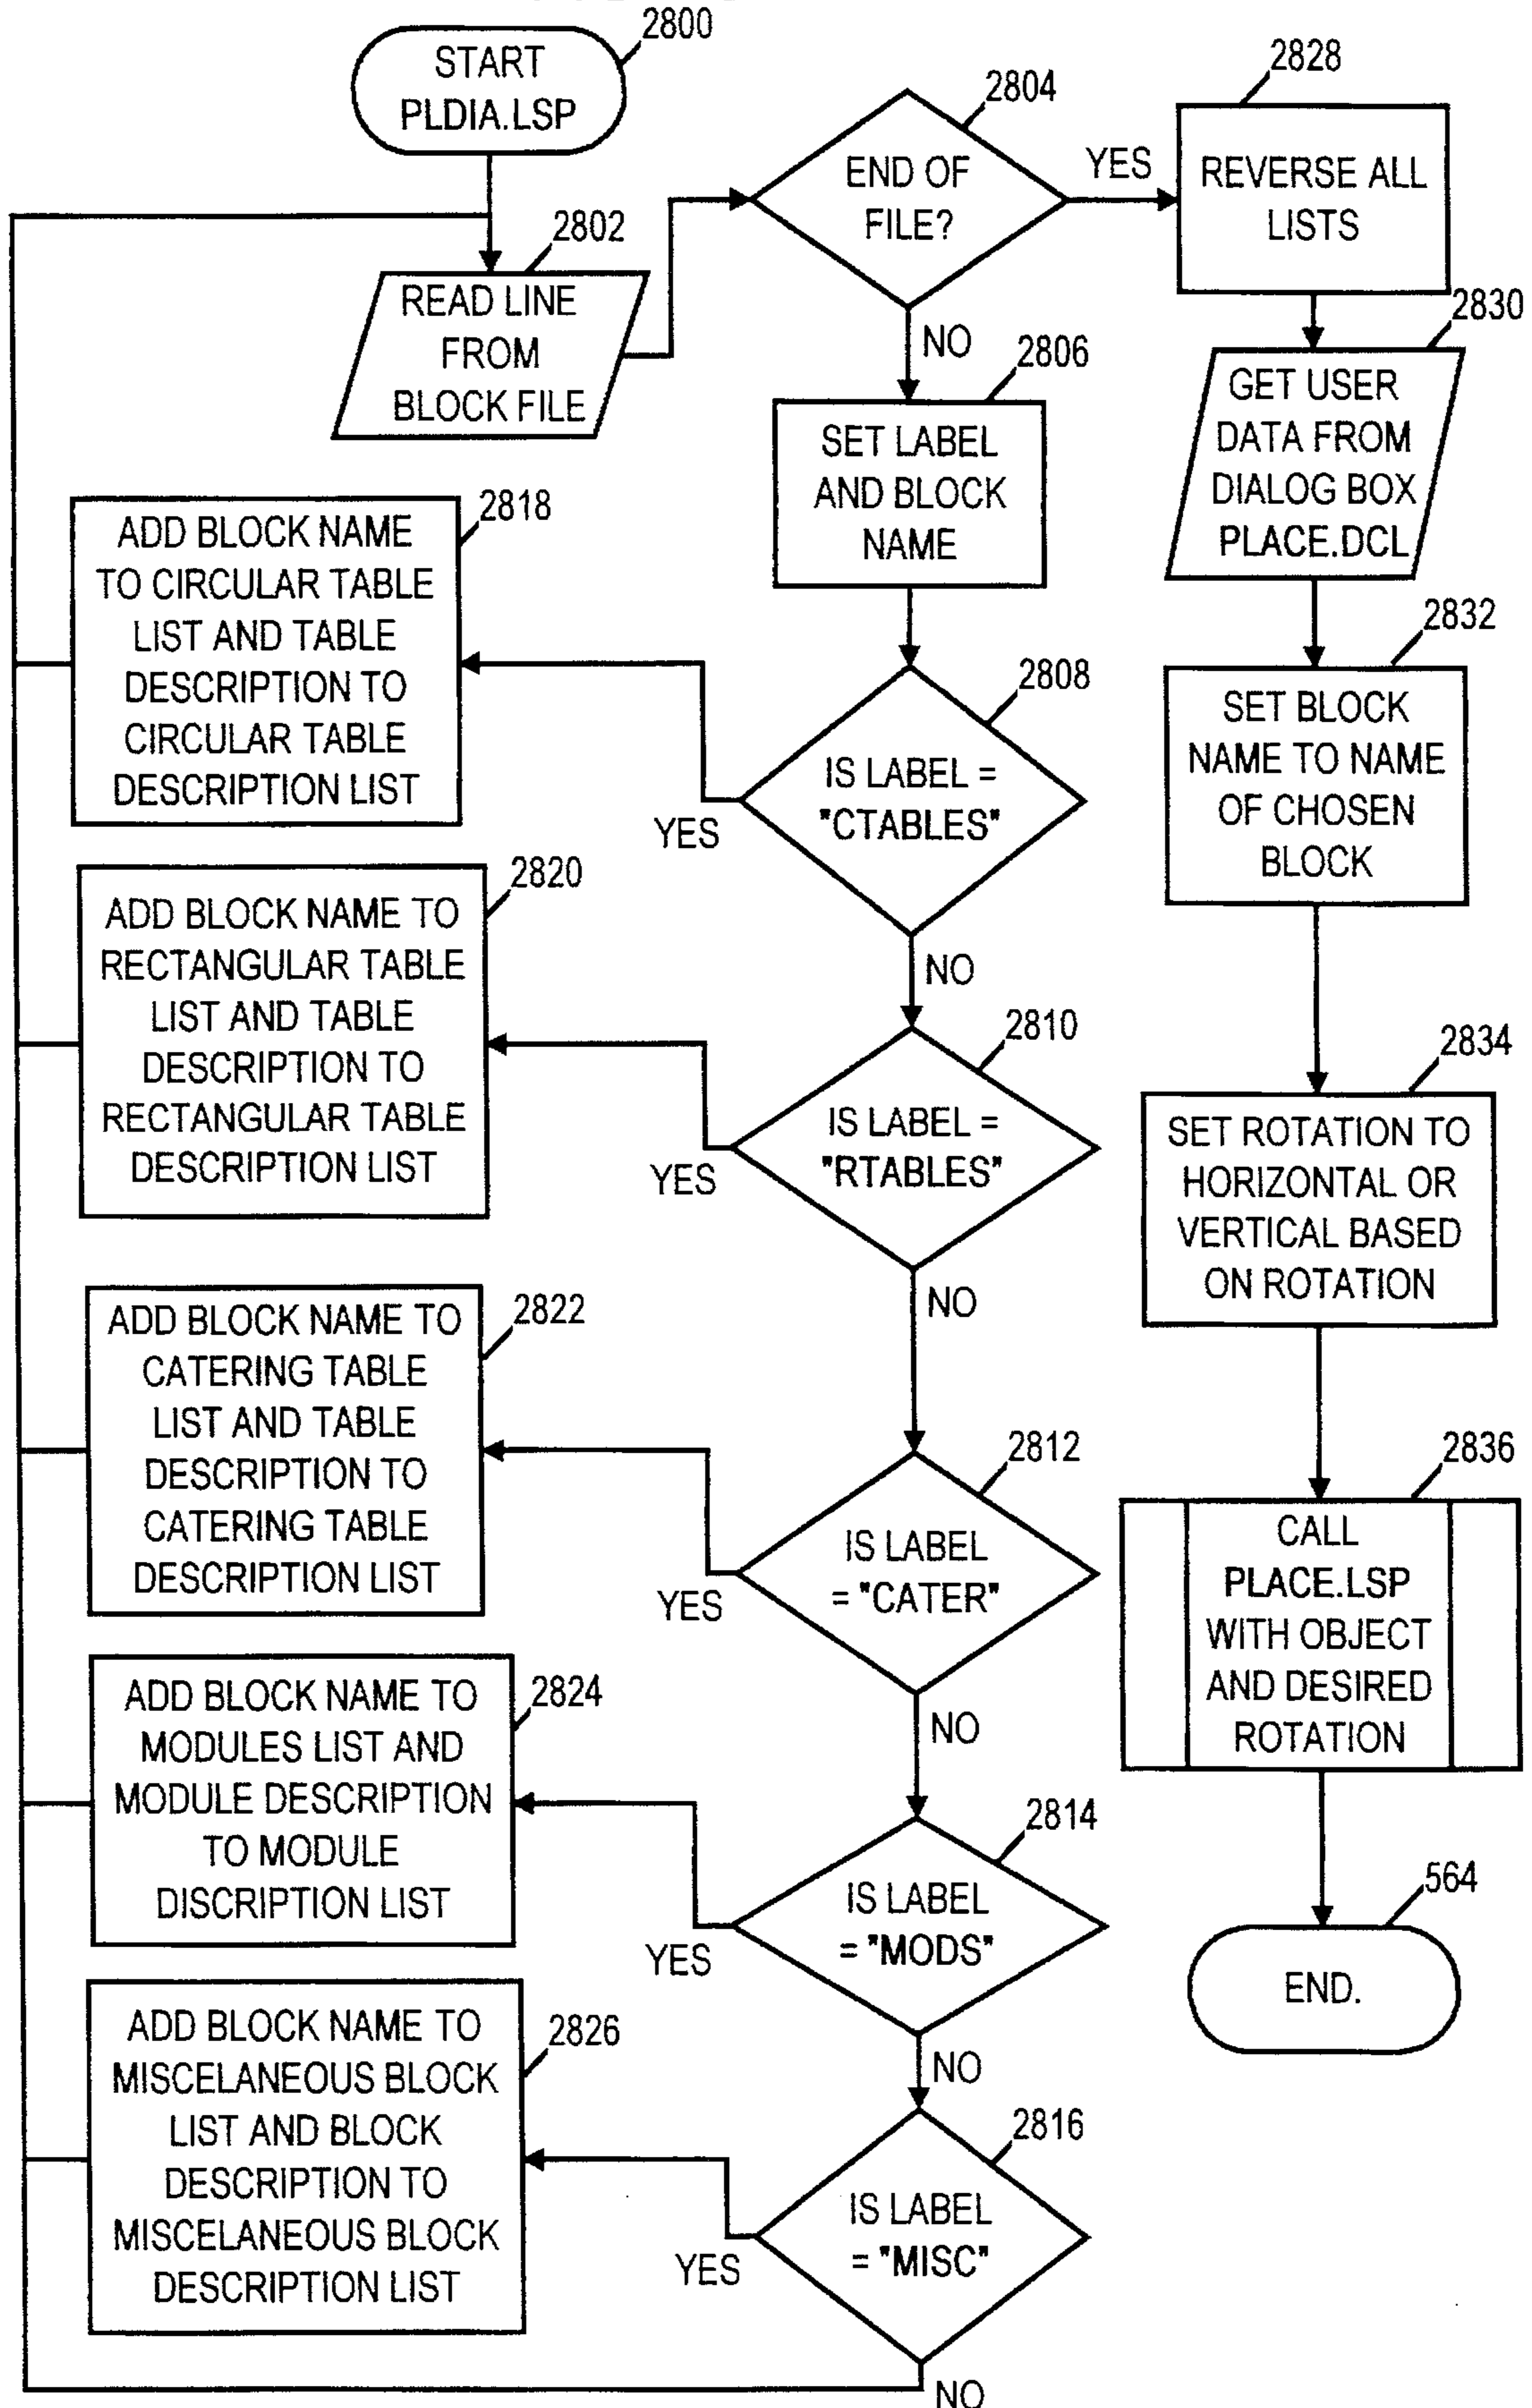 2800
START
PLDIA.LSP
2802
READ LINE
FROM
BLOCK FILE
2804
END OF
FILE?
YES
NO
2806
SET LABEL
AND BLOCK
NAME
2808
IS LABEL =
"CTABLES"
YES
NO
2818
ADD BLOCK NAME
TO CIRCULAR TABLE
LIST AND TABLE
DESCRIPTION TO
CIRCULAR TABLE
DESCRIPTION LIST
2810
IS LABEL =
"RTABLES"
YES
NO
2820
ADD BLOCK NAME TO
RECTANGULAR TABLE
LIST AND TABLE
DESCRIPTION TO
RECTANGULAR TABLE
DESCRIPTION LIST
2812
IS LABEL
= "CATER"
YES
NO
2822
ADD BLOCK NAME TO
CATERING TABLE
LIST AND TABLE
DESCRIPTION TO
CATERING TABLE
DESCRIPTION LIST
2814
IS LABEL
= "MODS"
YES
NO
2824
ADD BLOCK NAME TO
MODULES LIST AND
MODULE DESCRIPTION
TO MODULE
DISCRIPTION LIST
2816
IS LABEL
= "MISC"
YES
NO
2826
ADD BLOCK NAME TO
MISCELANEOUS BLOCK
LIST AND BLOCK
DESCRIPTION TO
MISCELANEOUS BLOCK
DESCRIPTION LIST
2828
REVERSE ALL
LISTS
2830
GET USER
DATA FROM
DIALOG BOX
PLACE.DCL
2832
SET BLOCK
NAME TO NAME
OF CHOSEN
BLOCK
2834
SET ROTATION TO
HORIZONTAL OR
VERTICAL BASED
ON ROTATION
2836
CALL
PLACE.LSP
WITH OBJECT
AND DESIRED
ROTATION
564
END.